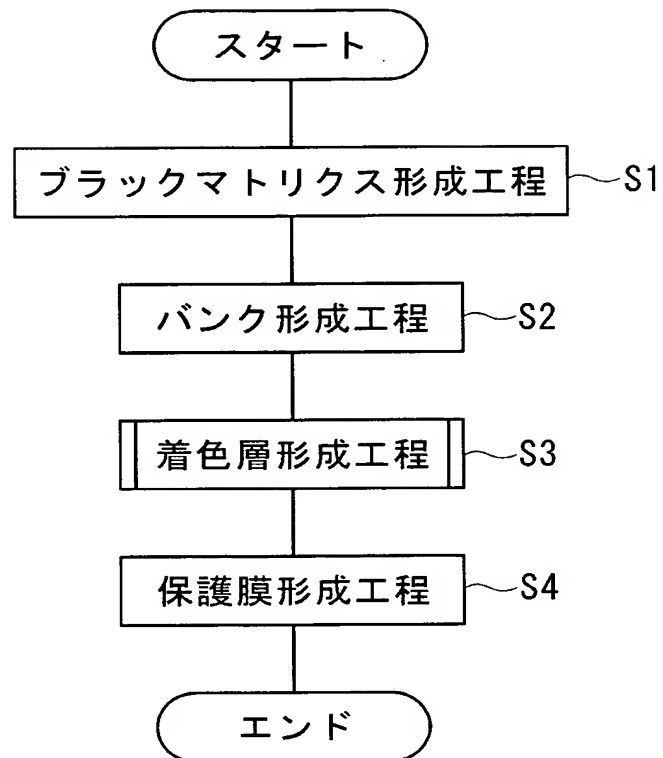 スタート
ブラックマトリクス形成工程 S1
バンク形成工程 S2
着色層形成工程 S3
保護膜形成工程 S4
エンド